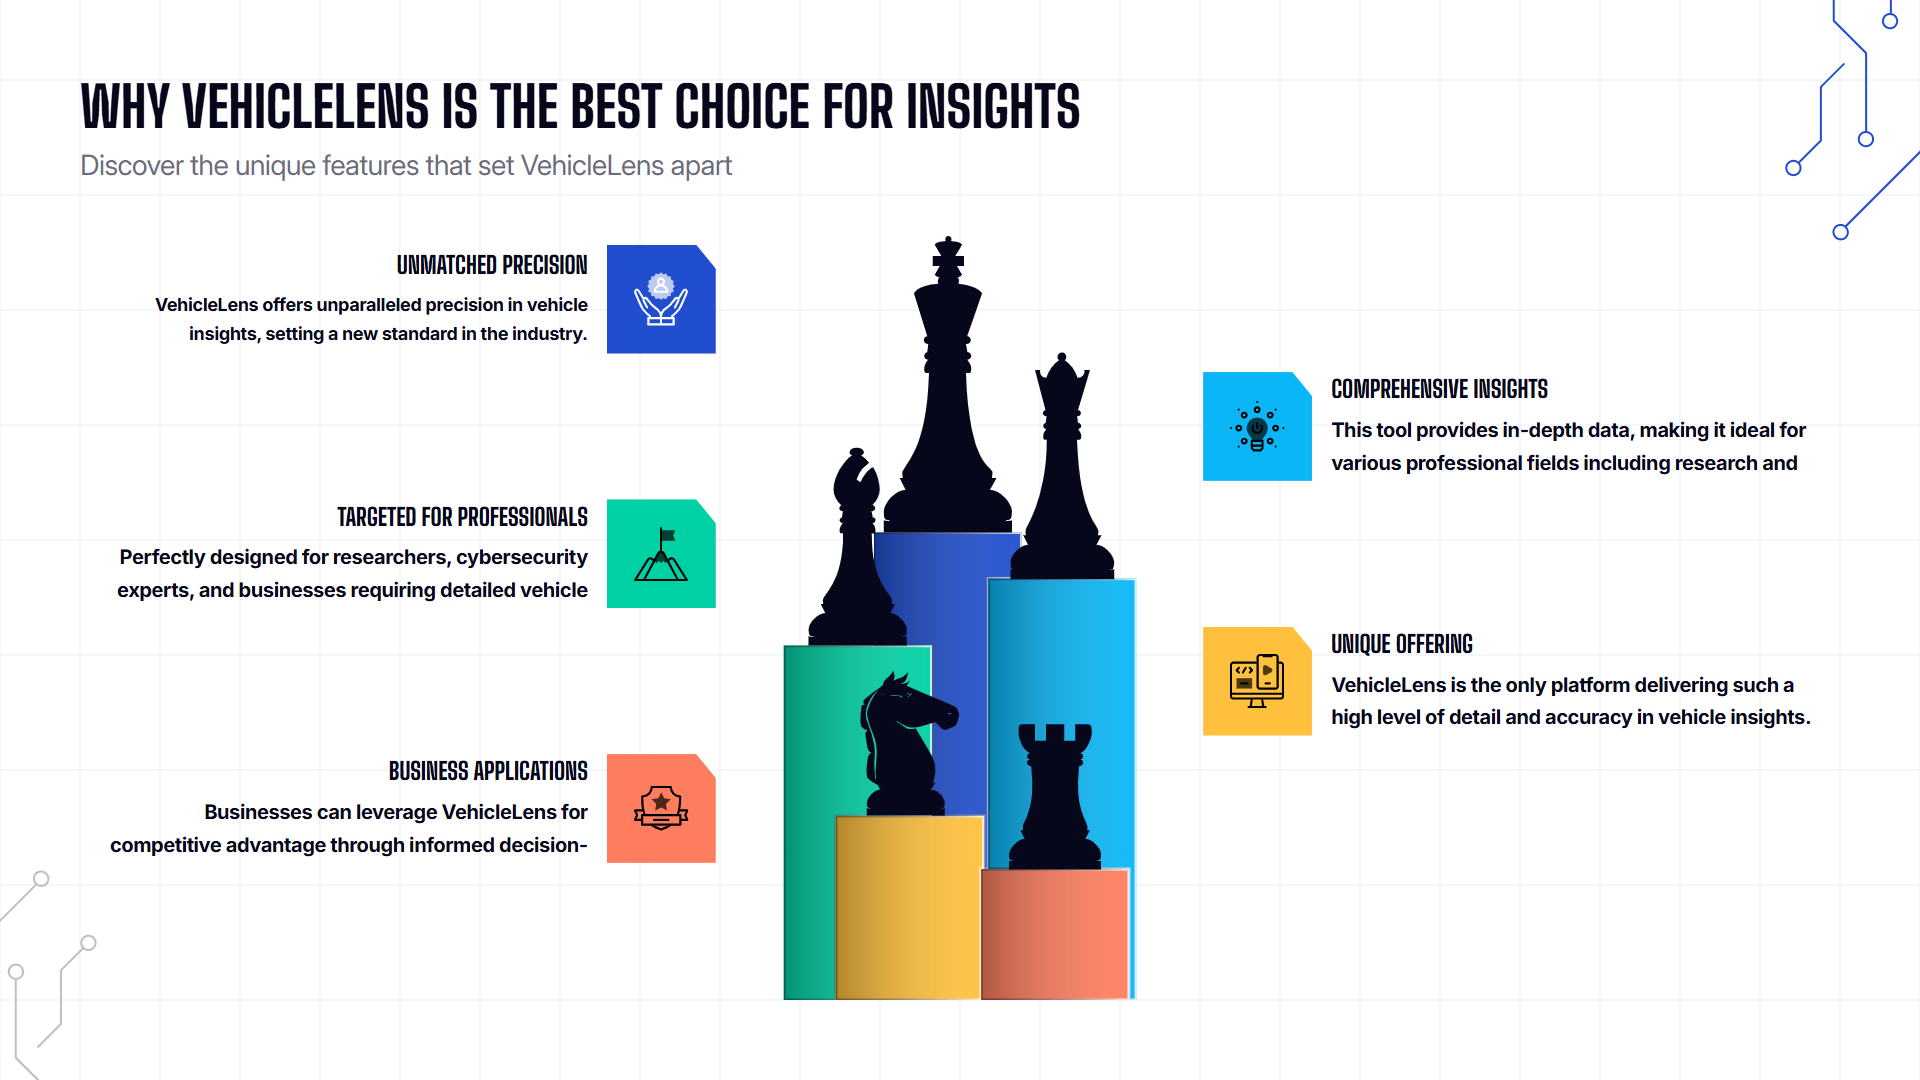 WHY VEHICLELENS IS THE BEST CHOICE FOR INSIGHTS
Discover the unique features that set VehicleLens apart
UNMATCHED PRECISION
VehicleLens offers unparalleled precision in vehicle
insights, setting a new standard in the industry.
COMPREHENSIVE INSIGHTS
This tool provides in-depth data, making it ideal for
various professional fields including research and
TARGETED FOR PROFESSIONALS
Perfectly designed for researchers, cybersecurity
experts, and businesses requiring detailed vehicle
UNIQUE OFFERING
VehicleLens is the only platform delivering such a
high level of detail and accuracy in vehicle insights.
BUSINESS APPLICATIONS
Businesses can leverage VehicleLens for
competitive advantage through informed decision-